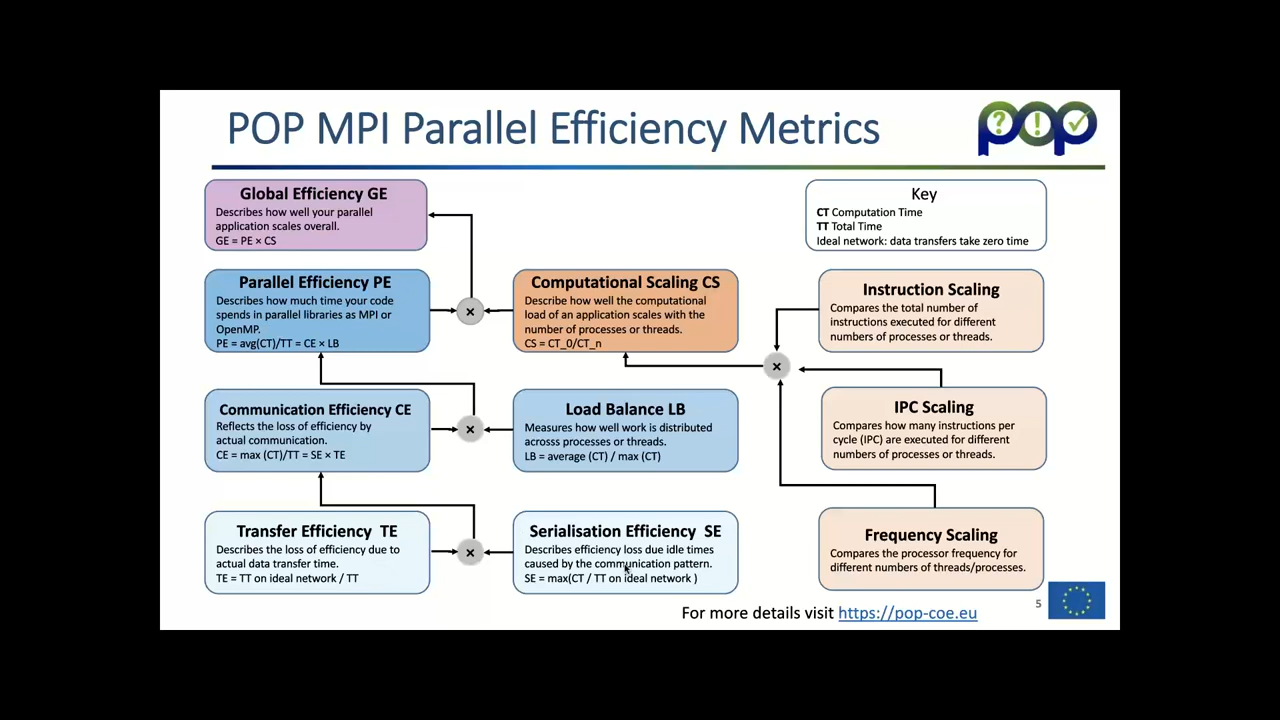 POP MPI Parallel Efficiency Metrics
pop
Global Efficiency GE
Describes how well your parallel
application scales overall.
GE = PE × CS
Key
CT Computation Time
TT Total Time
Ideal network: data transfers take zero time
Parallel Efficiency PE
Describes how much time your code
spends in parallel libraries as MPI or
OpenMP.
PE = avg(CT)/TT = CE × LB
×
Computational Scaling CS
Describe how well the computational
load of an application scales with the
number of processes or threads.
CS = CT_0/CT_n
Instruction Scaling
Compares the total number of
instructions executed for different
numbers of processes or threads.
×
Communication Efficiency CE
Reflects the loss of efficiency by
actual communication.
CE = max (CT)/TT = SE × TE
×
Load Balance LB
Measures how well work is distributed
acrosss processes or threads.
LB = average (CT) / max (CT)
IPC Scaling
Compares how many instructions per
cycle (IPC) are executed for different
numbers of processes or threads.
Transfer Efficiency TE
Describes the loss of efficiency due to
actual data transfer time.
TE = TT on ideal network / TT
×
Serialisation Efficiency SE
Describes efficiency loss due idle times
caused by the communication pattern.
SE = max(CT / TT on ideal network )
Frequency Scaling
Compares the processor frequency for
different numbers of threads/processes.
For more details visit https://pop-coe.eu
5